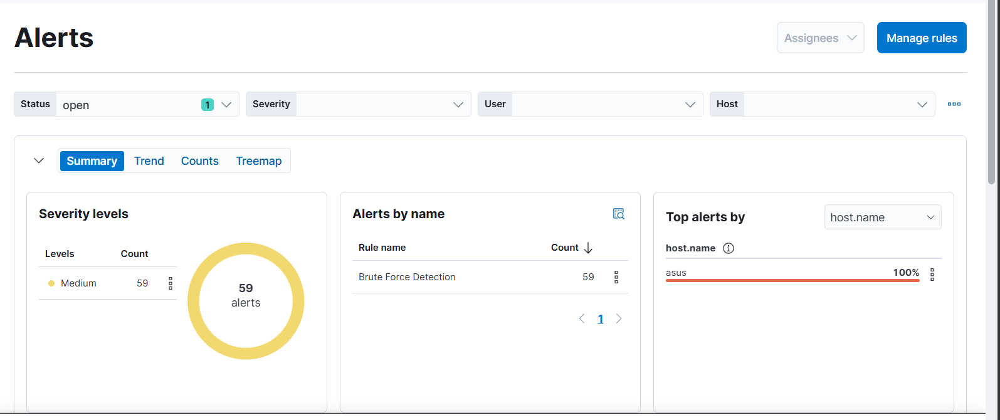 Alerts
Assignees
Manage rules
Status open 1
Severity
User
Host
Summary Trend Counts Treemap
Severity levels
Levels Count
Medium 59
59
alerts
Alerts by name
Rule name Count
Brute Force Detection 59
1
Top alerts by host.name
host.name
asus 100%